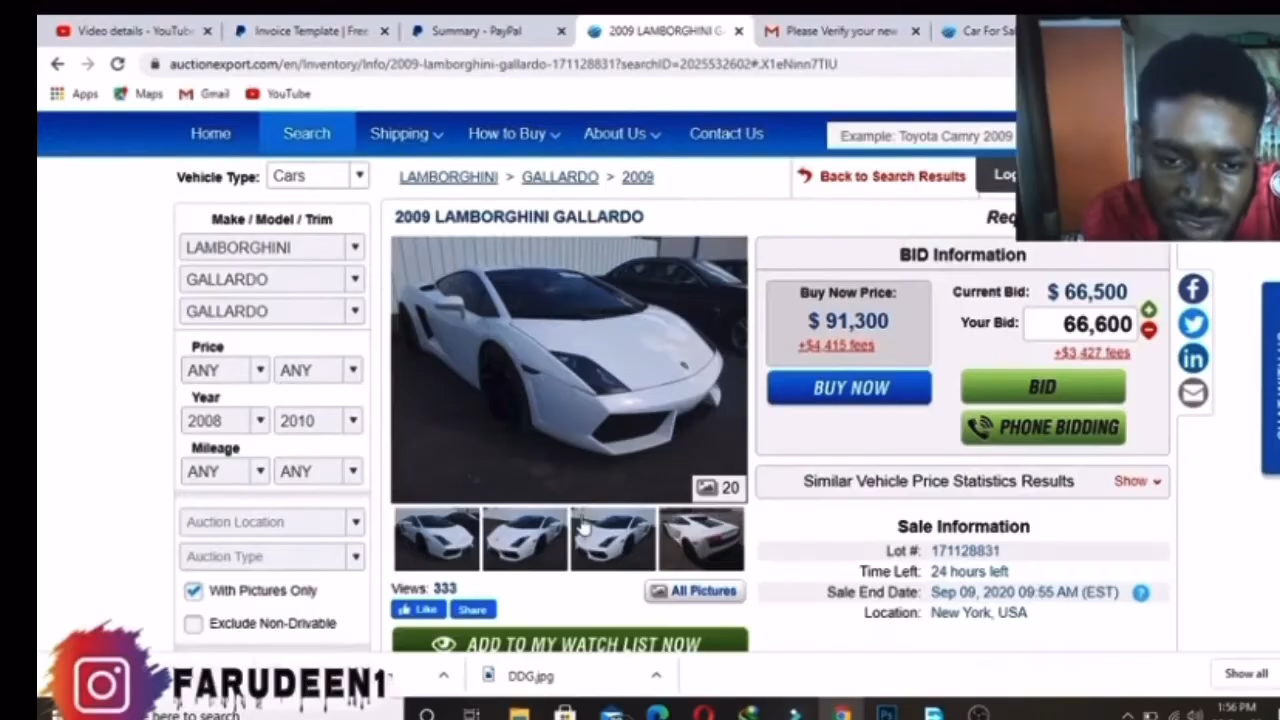 Video details - YouTube
Invoice Template | Free
Summary - PayPal
2009 LAMBORGHINI G
Please Verify your new
Car For Sa
auctionexport.com/en/Inventory/Info/2009-lamborghini-gallardo-171128831?searchID=2025532602#.X1eNinn7TIU
Apps Maps Gmail YouTube
Home Search Shipping How to Buy About Us Contact Us
Example: Toyota Camry 2009
Vehicle Type: Cars
LAMBORGHINI > GALLARDO > 2009
Back to Search Results
Make / Model / Trim
LAMBORGHINI
GALLARDO
GALLARDO
Price
ANY ANY
Year
2008 2010
Mileage
ANY ANY
Auction Location
Auction Type
With Pictures Only
Exclude Non-Drivable
2009 LAMBORGHINI GALLARDO
20
Views: 333
All Pictures
Like Share
ADD TO MY WATCH LIST NOW
BID Information
Buy Now Price:
$ 91,300
+$4,415 fees
BUY NOW
Current Bid: $ 66,500
Your Bid: 66,600
+$3,427 fees
BID
PHONE BIDDING
Similar Vehicle Price Statistics Results Show
Sale Information
Lot #: 171128831
Time Left: 24 hours left
Sale End Date: Sep 09, 2020 09:55 AM (EST)
Location: New York, USA
FARUDEEN1
DDG.jpg
Show all
here to search
1:56 PM